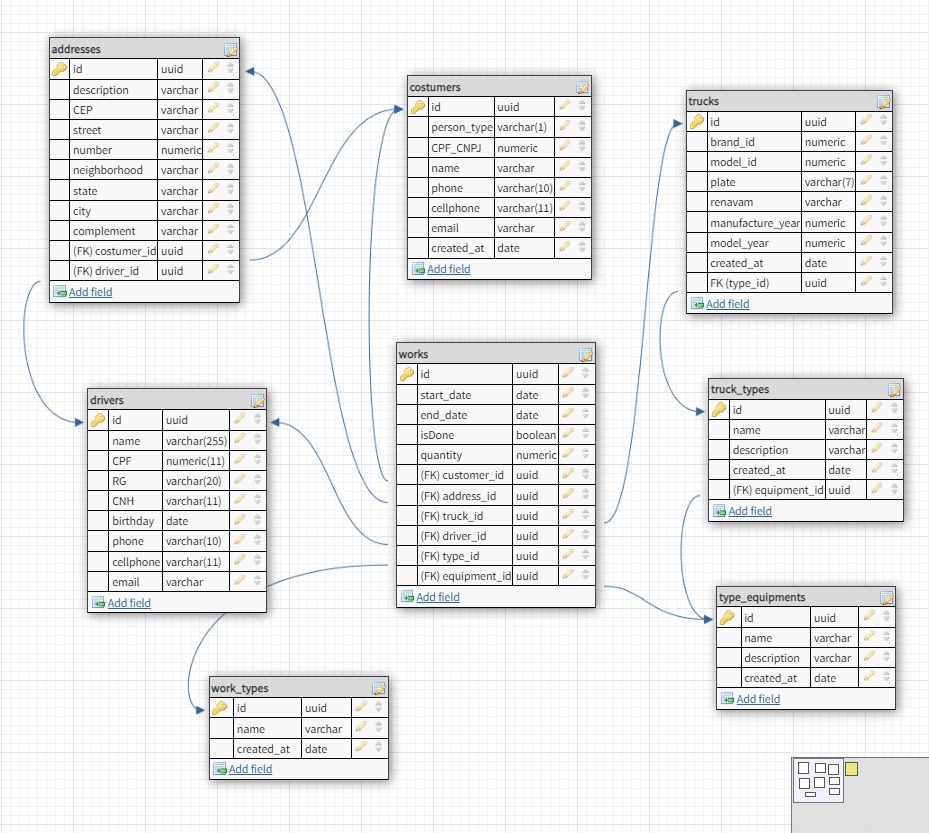 addresses
id uuid
description varchar
CEP varchar
street varchar
number numeric
neighborhood varchar
state varchar
city varchar
complement varchar
(FK) costumer_id uuid
(FK) driver_id uuid
Add field
costumers
id uuid
person_type varchar(1)
CPF_CNPJ numeric
name varchar
phone varchar(10)
cellphone varchar(11)
email varchar
created_at date
Add field
trucks
id uuid
brand_id numeric
model_id numeric
plate varchar(7)
renavam varchar
manufacture_year numeric
model_year numeric
created_at date
FK (type_id) uuid
Add field
works
id uuid
start_date date
end_date date
isDone boolean
quantity numeric
(FK) customer_id uuid
(FK) address_id uuid
(FK) truck_id uuid
(FK) driver_id uuid
(FK) type_id uuid
(FK) equipment_id uuid
Add field
drivers
id uuid
name varchar(255)
CPF numeric(11)
RG varchar(20)
CNH varchar(11)
birthday date
phone varchar(10)
cellphone varchar(11)
email varchar
Add field
truck_types
id uuid
name varchar
description varchar
created_at date
(FK) equipment_id uuid
Add field
type_equipments
id uuid
name varchar
description varchar
created_at date
Add field
work_types
id uuid
name varchar
created_at date
Add field